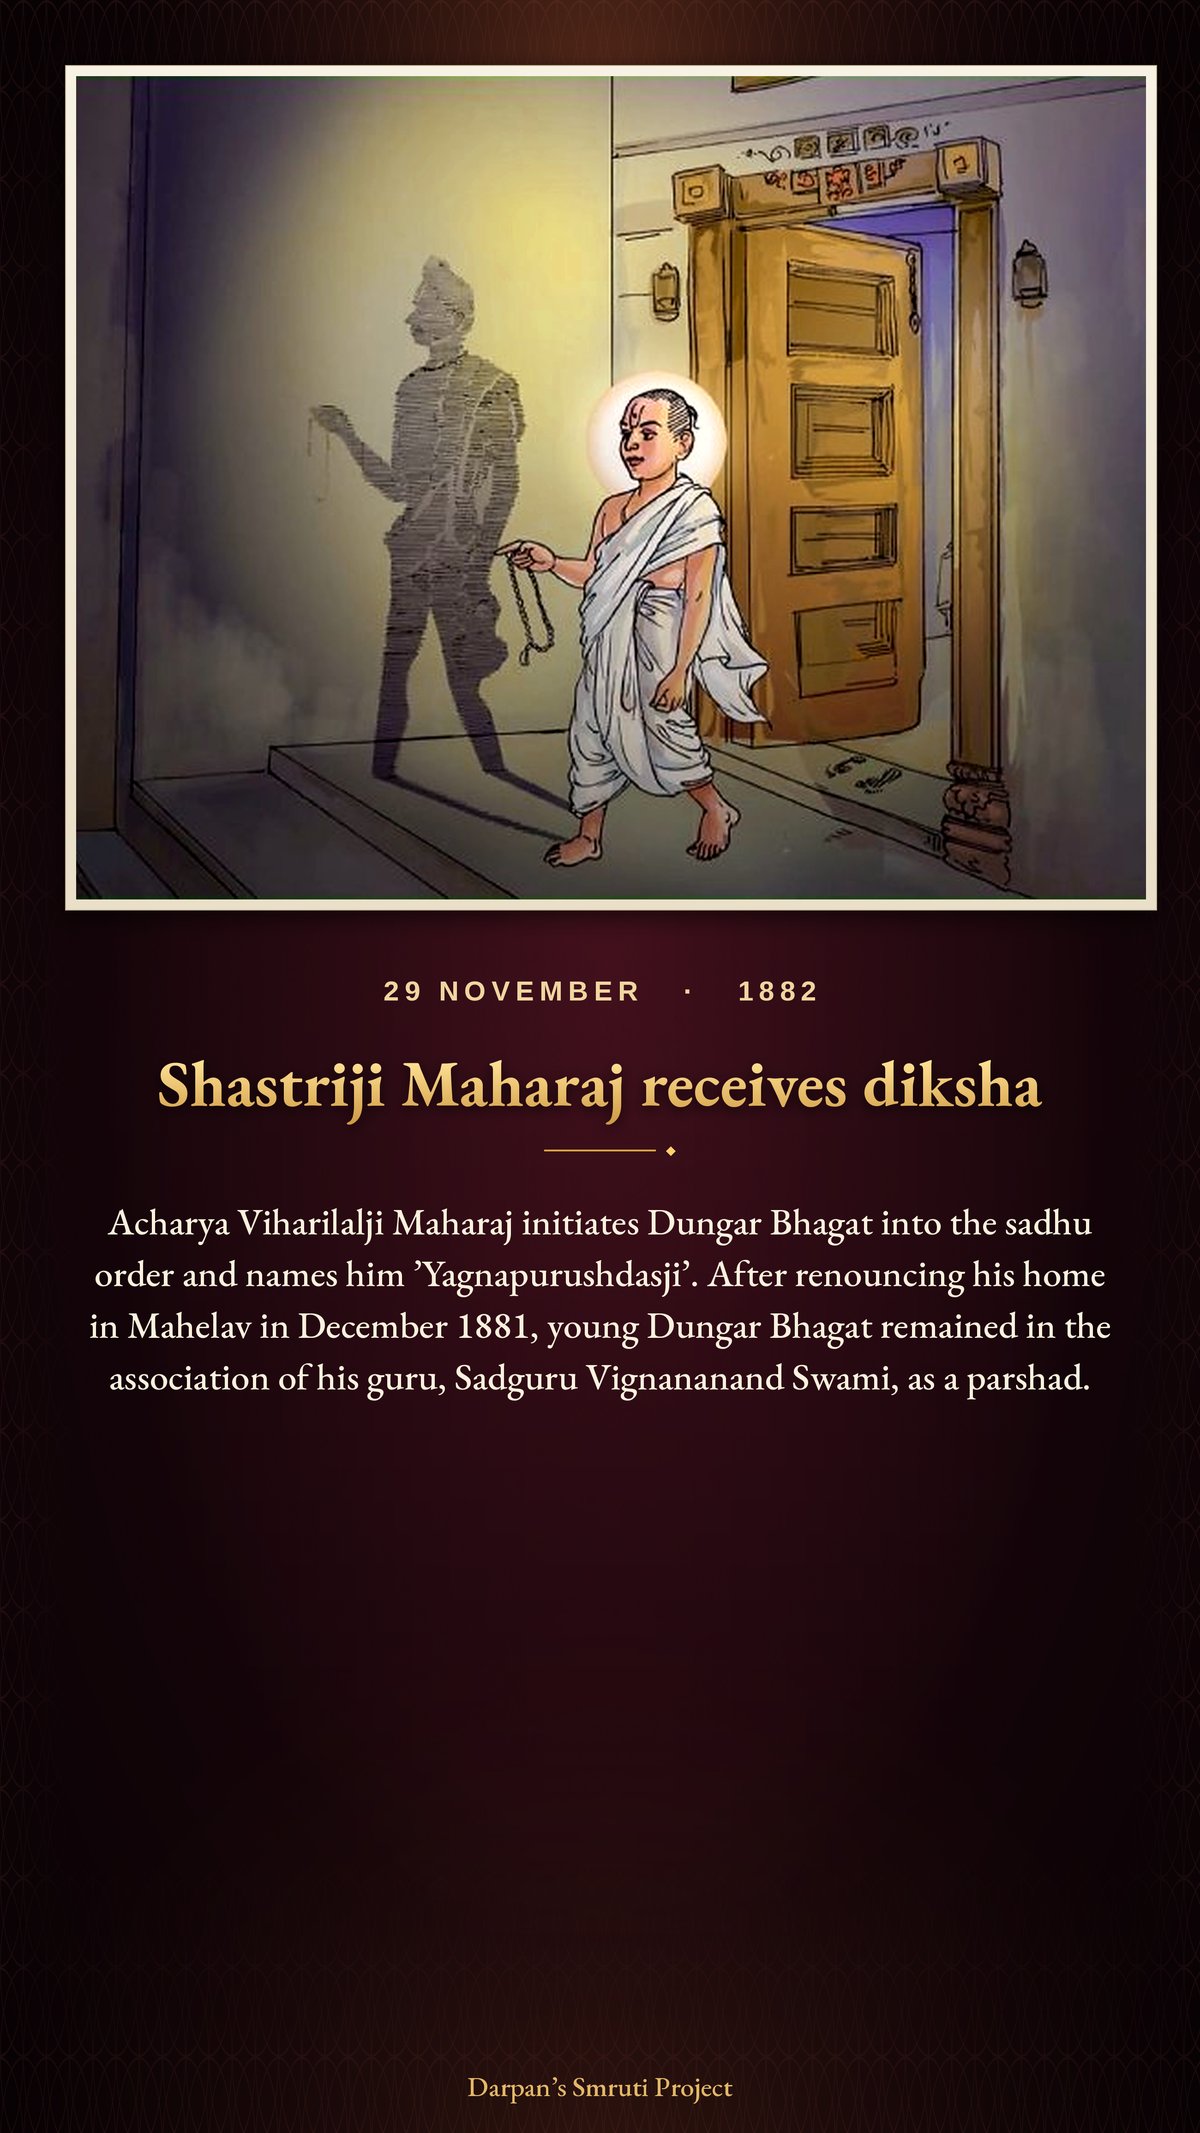 29 NOVEMBER · 1882
Shastriji Maharaj receives diksha
Acharya Viharilalji Maharaj initiates Dungar Bhagat into the sadhu
order and names him ’Yagnapurushdasji’. After renouncing his home
in Mahelav in December 1881, young Dungar Bhagat remained in the
association of his guru, Sadguru Vignananand Swami, as a parshad.
Darpan’s Smruti Project